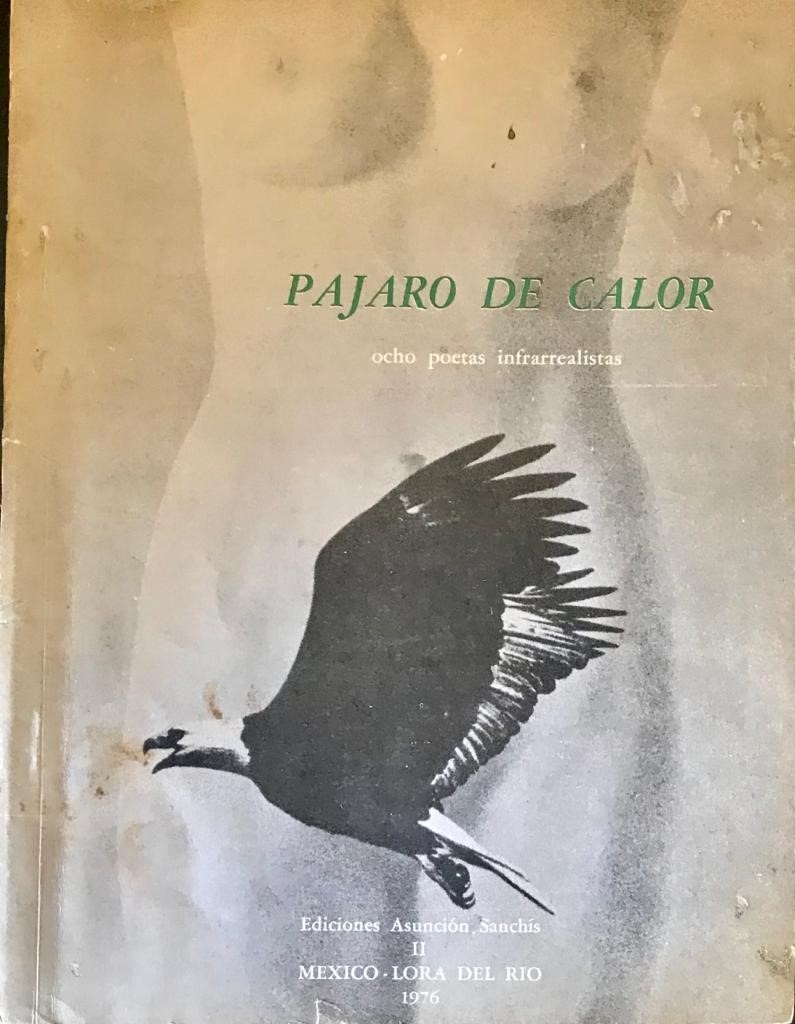 PAJARO DE CALOR
ocho poetas infrarrealistas
Ediciones Asunción Sanchís
II
MEXICO - LORA DEL RIO
1976